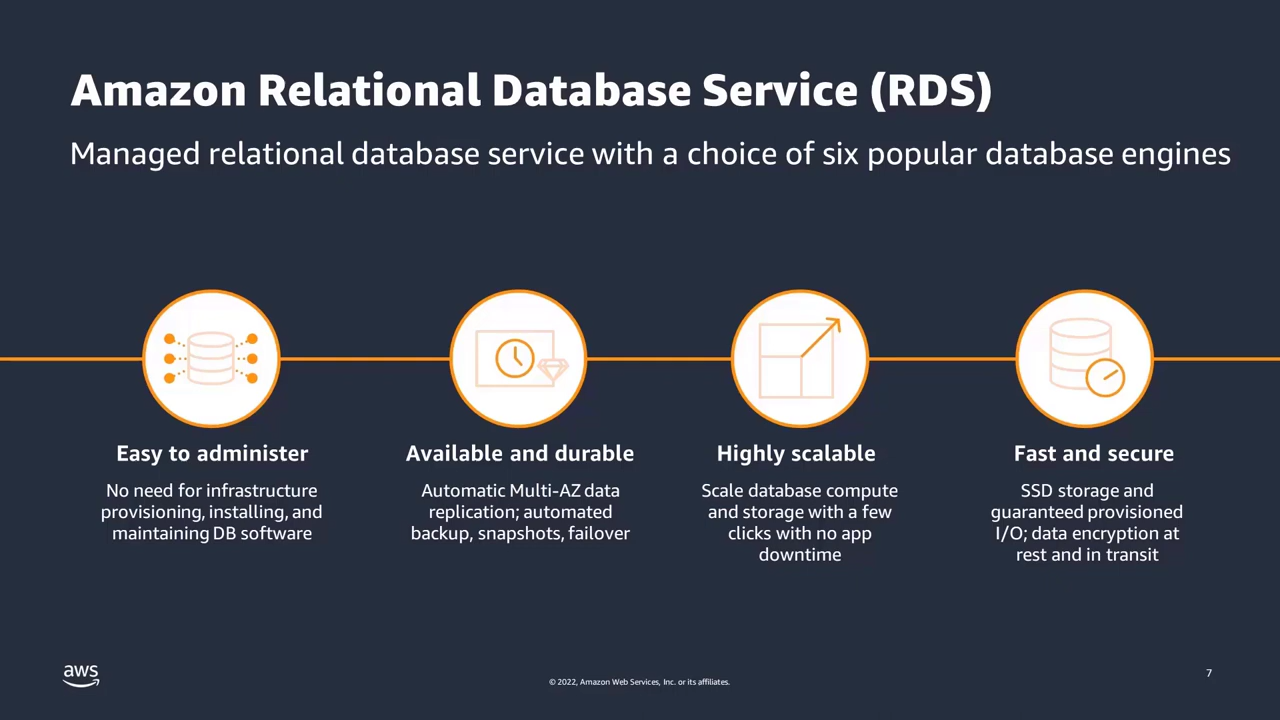 Amazon Relational Database Service (RDS)
Managed relational database service with a choice of six popular database engines
Easy to administer
No need for infrastructure
provisioning, installing, and
maintaining DB software
Available and durable
Automatic Multi-AZ data
replication; automated
backup, snapshots, failover
Highly scalable
Scale database compute
and storage with a few
clicks with no app
downtime
Fast and secure
SSD storage and
guaranteed provisioned
I/O; data encryption at
rest and in transit
aws
© 2022, Amazon Web Services, Inc. or its affiliates.
7